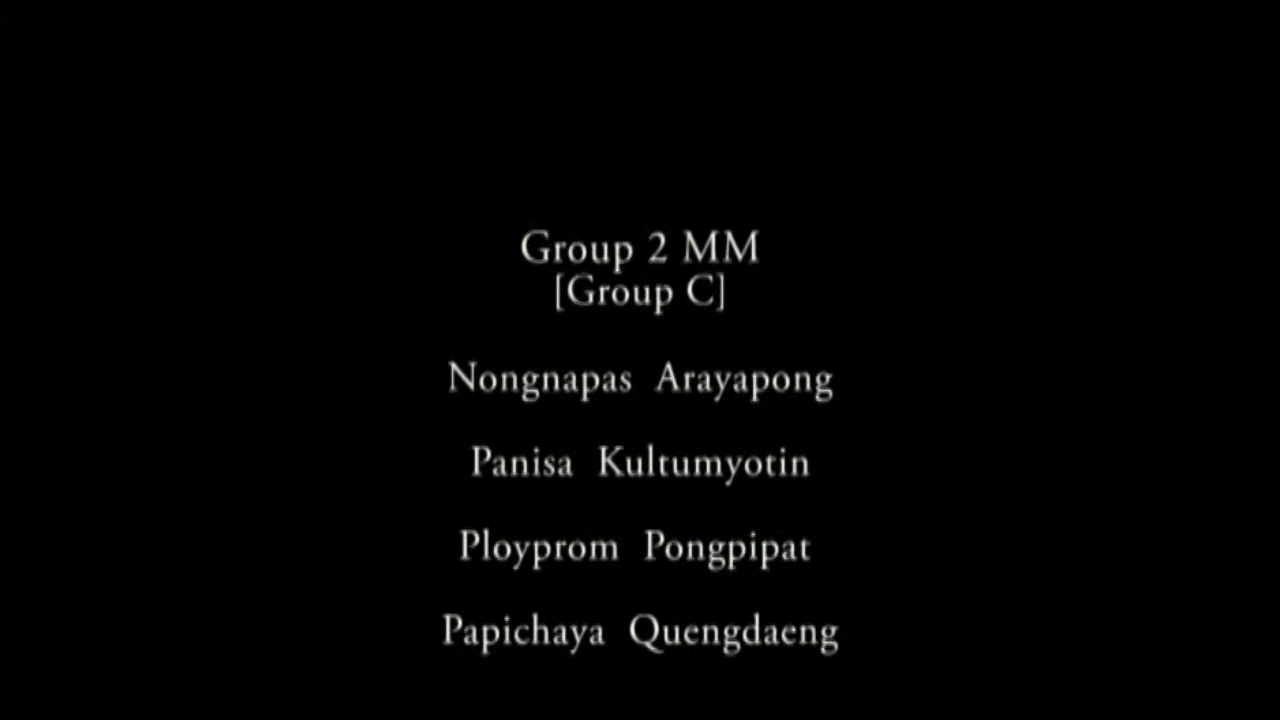 Group 2 MM
[Group C]
Nongnapas Arayapong
Panisa Kultumyotin
Ployprom Pongpipat
Papichaya Quengdaeng